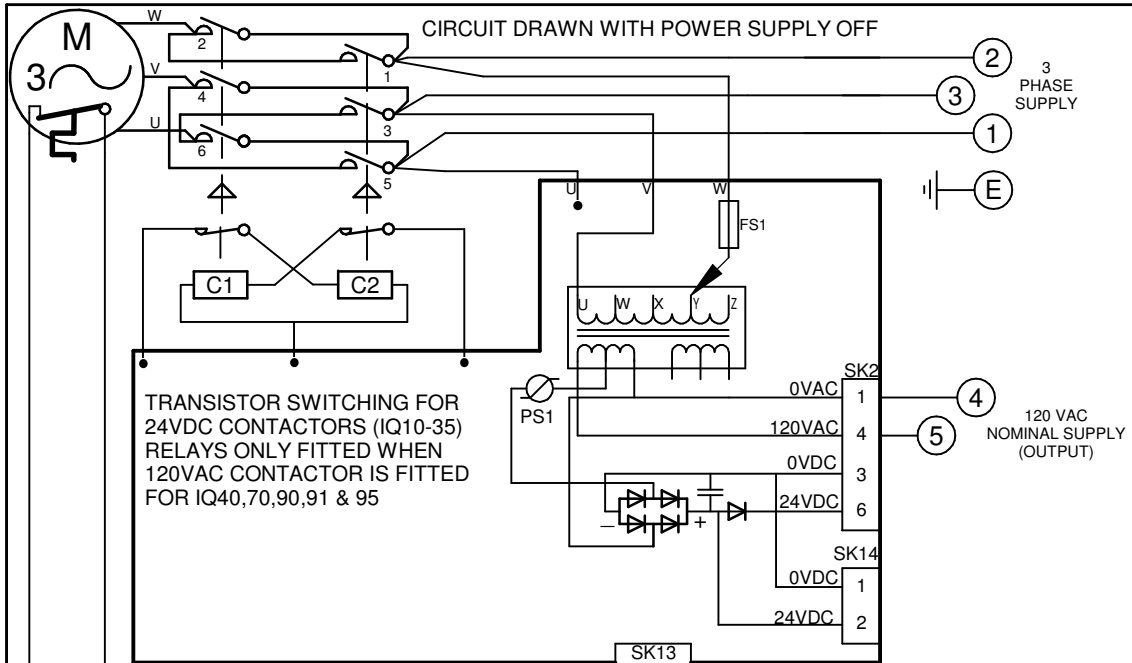 CIRCUIT DRAWN WITH POWER SUPPLY OFF
M
3
W
V
U
2
4
6
1
3
5
2
3
1
E
3
PHASE
SUPPLY
U
V
W
FS1
C1
C2
U
W
X
Y
Z
PS1
TRANSISTOR SWITCHING FOR
24VDC CONTACTORS (IQ10-35)
RELAYS ONLY FITTED WHEN
120VAC CONTACTOR IS FITTED
FOR IQ40,70,90,91 & 95
SK2
0VAC 1
120VAC 4
0VDC 3
24VDC 6
4
5
120 VAC
NOMINAL SUPPLY
(OUTPUT)
− +
SK14
0VDC 1
24VDC 2
SK13